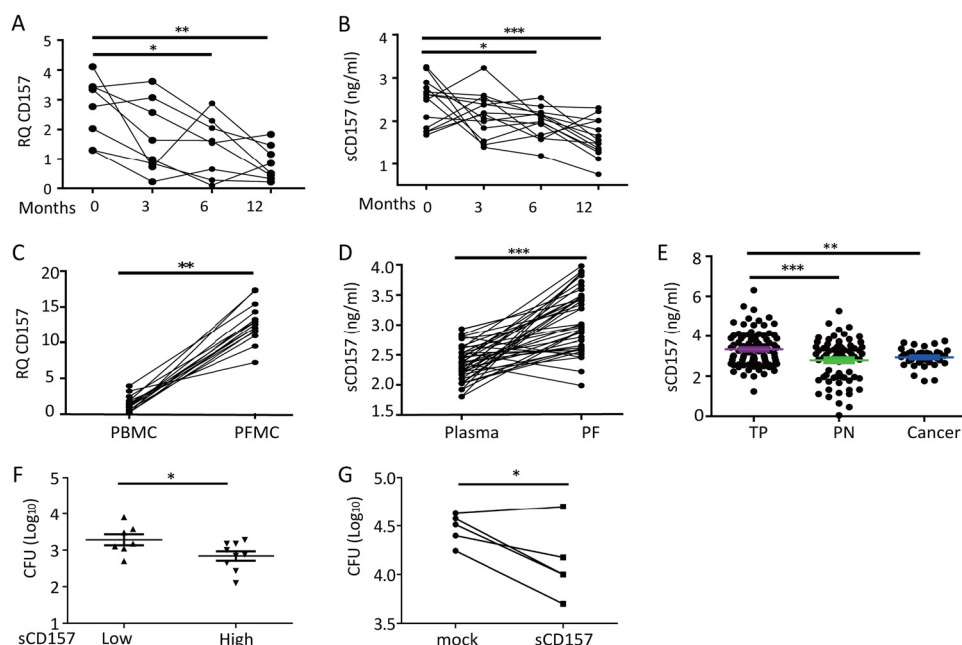 A
**
*
RQ CD157
5
4
3
2
1
0
Months 0 3 6 12
B
***
*
sCD157 (ng/ml)
4
3
2
1
Months 0 3 6 12
C
**
RQ CD157
20
15
10
5
0
PBMC PFMC
D
***
sCD157 (ng/ml)
4.0
3.5
3.0
2.5
2.0
1.5
Plasma PF
E
**
***
sCD157 (ng/ml)
8
6
4
2
0
TP PN Cancer
F
*
CFU (Log10)
5
4
3
2
1
sCD157 Low High
G
*
CFU (Log10)
5.0
4.5
4.0
3.5
mock sCD157